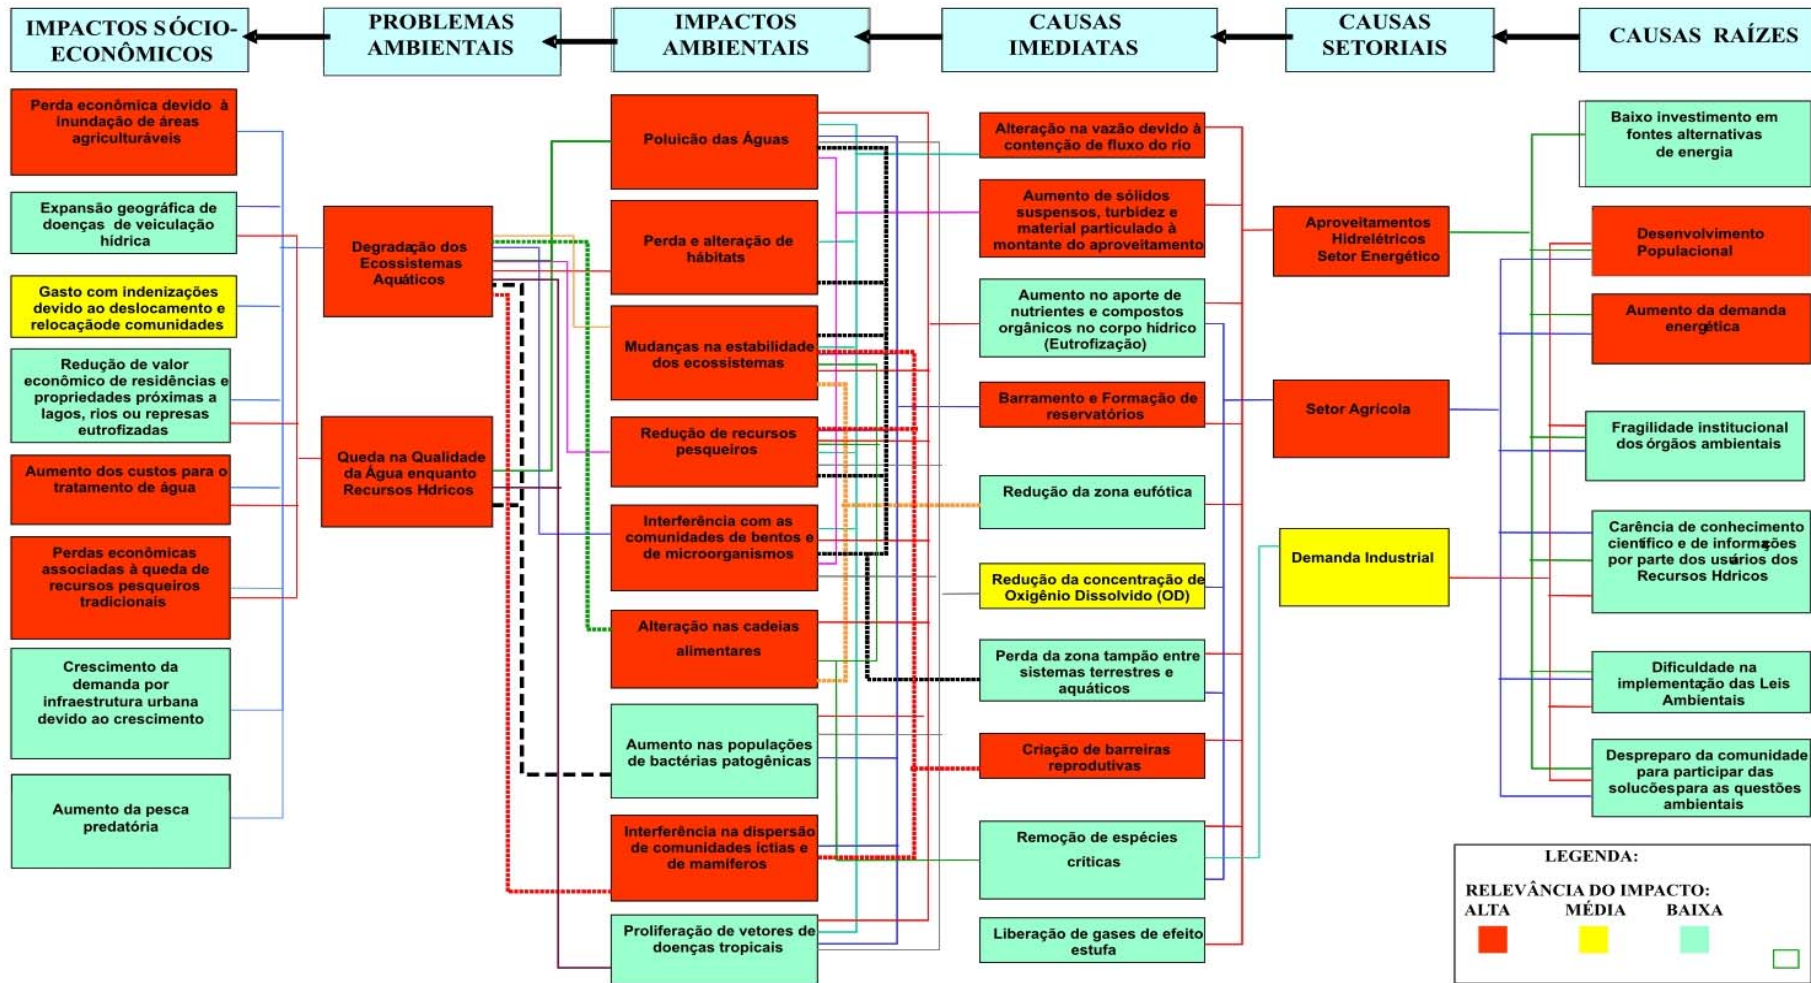 IMPACTOS SÓCIO-
ECONÔMICOS
PROBLEMAS
AMBIENTAIS
IMPACTOS
AMBIENTAIS
CAUSAS
IMEDIATAS
CAUSAS
SETORIAIS
CAUSAS RAÍZES
Perda econômica devido à
inundação de áreas
agriculturáveis
Expansão geográfica de
doenças de veiculação
hídrica
Gasto com indenizações
devido ao deslocamento e
relocaçãode comunidades
Redução de valor
econômico de residências e
propriedades próximas a
lagos, rios ou represas
eutrofizadas
Aumento dos custos para o
tratamento de água
Perdas econômicas
associadas à queda de
recursos pesqueiros
tradicionais
Crescimento da
demanda por
infraestrutura urbana
devido ao crescimento
Aumento da pesca
predatória
Degradação dos
Ecossistemas
Aquáticos
Queda na Qualidade
da Água enquanto
Recursos Hdricos
Poluicão das Águas
Perda e alteração de
hábitats
Mudanças na estabilidade
dos ecossistemas
Redução de recursos
pesqueiros
Interferência com as
comunidades de bentos e
de microorganismos
Alteração nas cadeias
alimentares
Aumento nas populações
de bactérias patogênicas
Interferência na dispersão
de comunidades íctias e
de mamíferos
Proliferação de vetores de
doenças tropicais
Alteração na vazão devido à
contenção de fluxo do rio
Aumento de sólidos
suspensos, turbidez e
material particulado à
montante do aproveitamento
Aumento no aporte de
nutrientes e compostos
orgânicos no corpo hídrico
(Eutrofização)
Barramento e Formação de
reservatórios
Redução da zona eufótica
Redução da concentração de
Oxigênio Dissolvido (OD)
Perda da zona tampão entre
sistemas terrestres e
aquáticos
Criação de barreiras
reprodutivas
Remoção de espécies
críticas
Liberação de gases de efeito
estufa
Aproveitamentos
Hidrelétricos
Setor Energético
Setor Agrícola
Demanda Industrial
Baixo investimento em
fontes alternativas
de energia
Desenvolvimento
Populacional
Aumento da demanda
energética
Fragilidade institucional
dos órgãos ambientais
Carência de conhecimento
científico e de informações
por parte dos usuários dos
Recursos Hdricos
Dificuldade na
implementação das Leis
Ambientais
Despreparo da comunidade
para participar das
soluçõespara as questões
ambientais
LEGENDA:
RELEVÂNCIA DO IMPACTO:
ALTA MÉDIA BAIXA